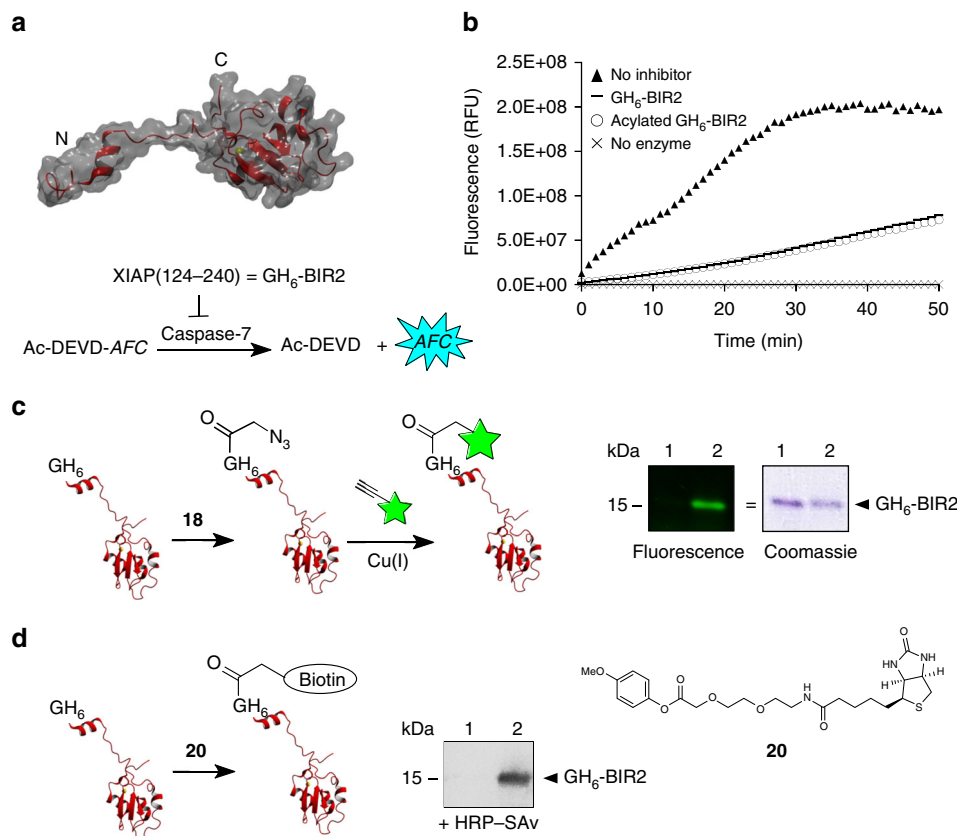 a
N
C
XIAP(124–240) = GH6-BIR2
Caspase-7
Ac-DEVD-AFC
Ac-DEVD
+
AFC
b
Fluorescence (RFU)
2.5E+08
2.0E+08
1.5E+08
1.0E+08
5.0E+07
0.0E+00
No inhibitor
GH6-BIR2
Acylated GH6-BIR2
No enzyme
0 10 20 30 40 50
Time (min)
c
GH6
18
O
N3
GH6
Cu(I)
O
GH6
kDa 1 2 1 2
15 – = GH6-BIR2
Fluorescence Coomassie
d
GH6
20
O
Biotin
GH6
kDa 1 2
15 – GH6-BIR2
+ HRP–SAv
MeO
O
O
O
O
H
N
O
O
HN NH
H H
S
20